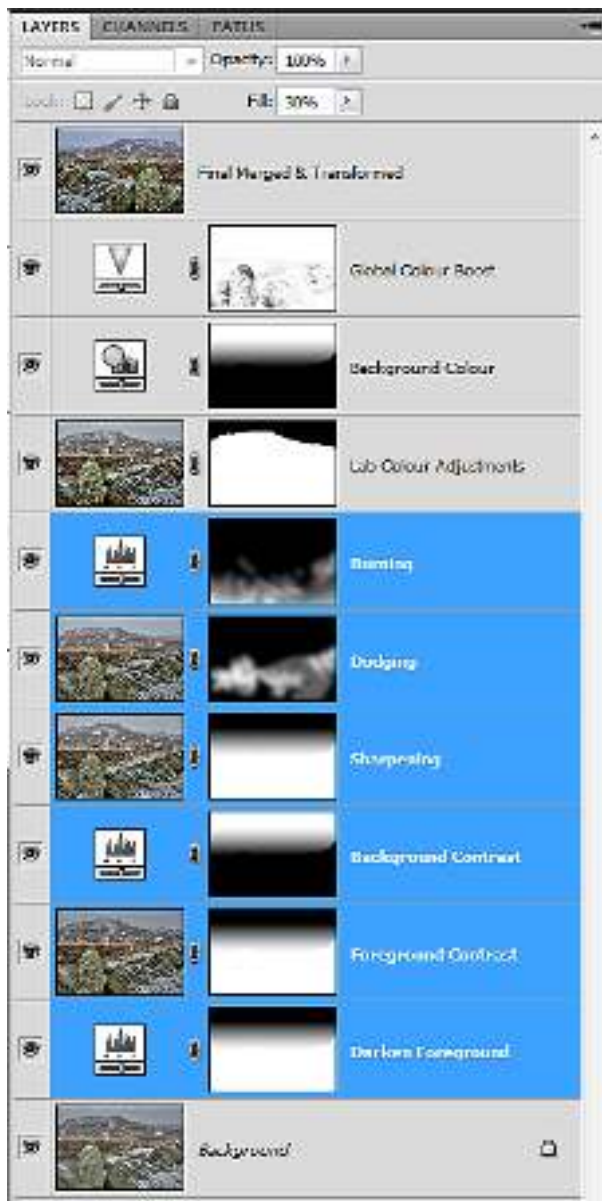 LAYERS CHANNELS PATHS
Normal Opacity: 100%
Lock: Fill: 30%
Final Merged & Transformed
Global Colour Boost
Background Colour
Lab Colour Adjustments
Burning
Dodging
Sharpening
Background Contrast
Foreground Contrast
Darken Foreground
Background